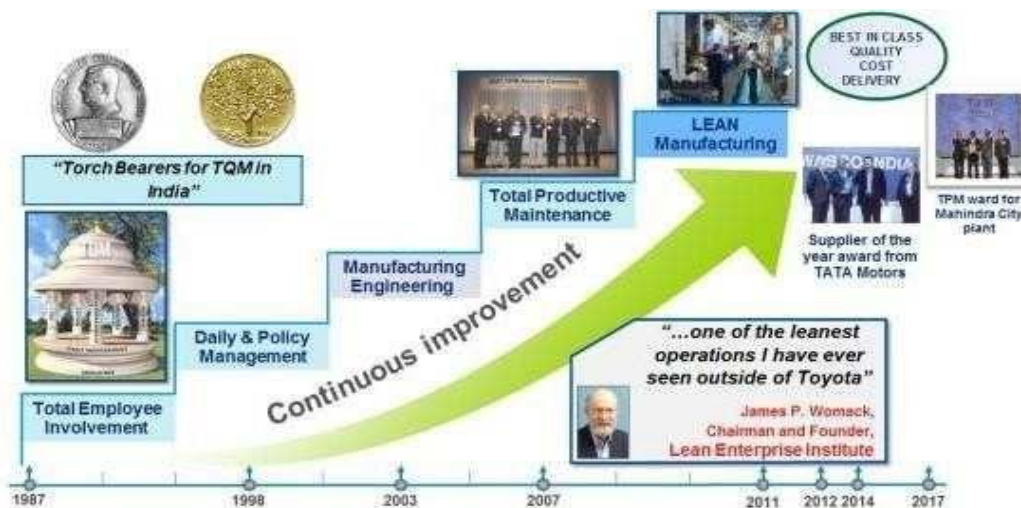 BEST IN CLASS
QUALITY
COST
DELIVERY
"Torch Bearers for TQM in
India"
LEAN
Manufacturing
Total Productive
Maintenance
Manufacturing
Engineering
Daily & Policy
Management
Total Employee
Involvement
Continuous improvement
WABCOINDIA
Supplier of the
year award from
TATA Motors
TPM ward for
Mahindra City
plant
"...one of the leanest
operations I have ever
seen outside of Toyota"
James P. Womack,
Chairman and Founder,
Lean Enterprise Institute
1987
1998
2003
2007
2011
2012
2014
2017